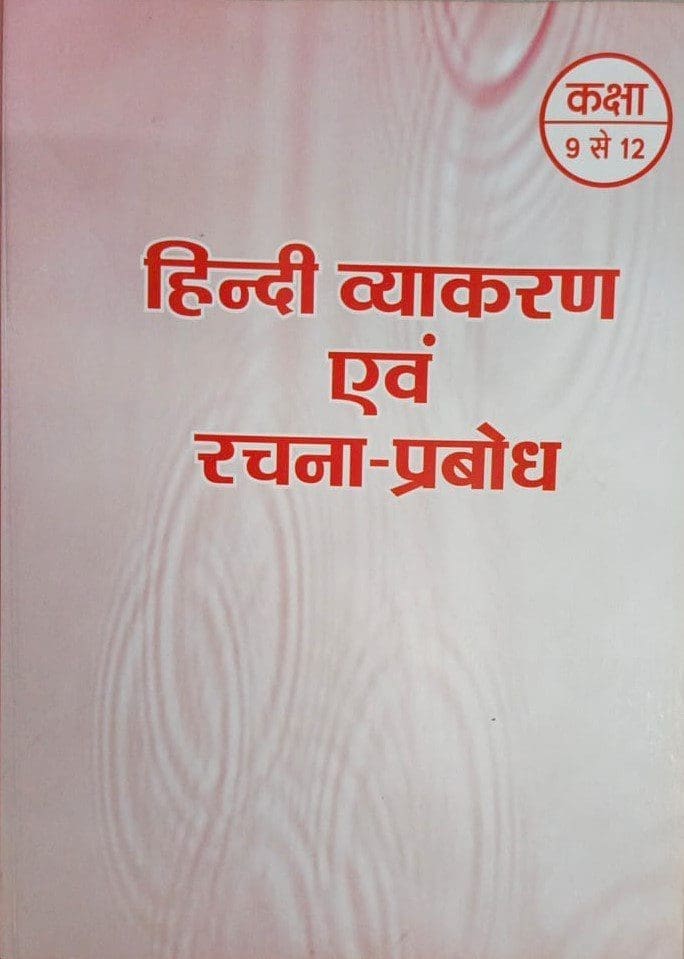 कक्षा
9 से 12
हिन्दी व्याकरण
एवं
रचना-प्रबोध